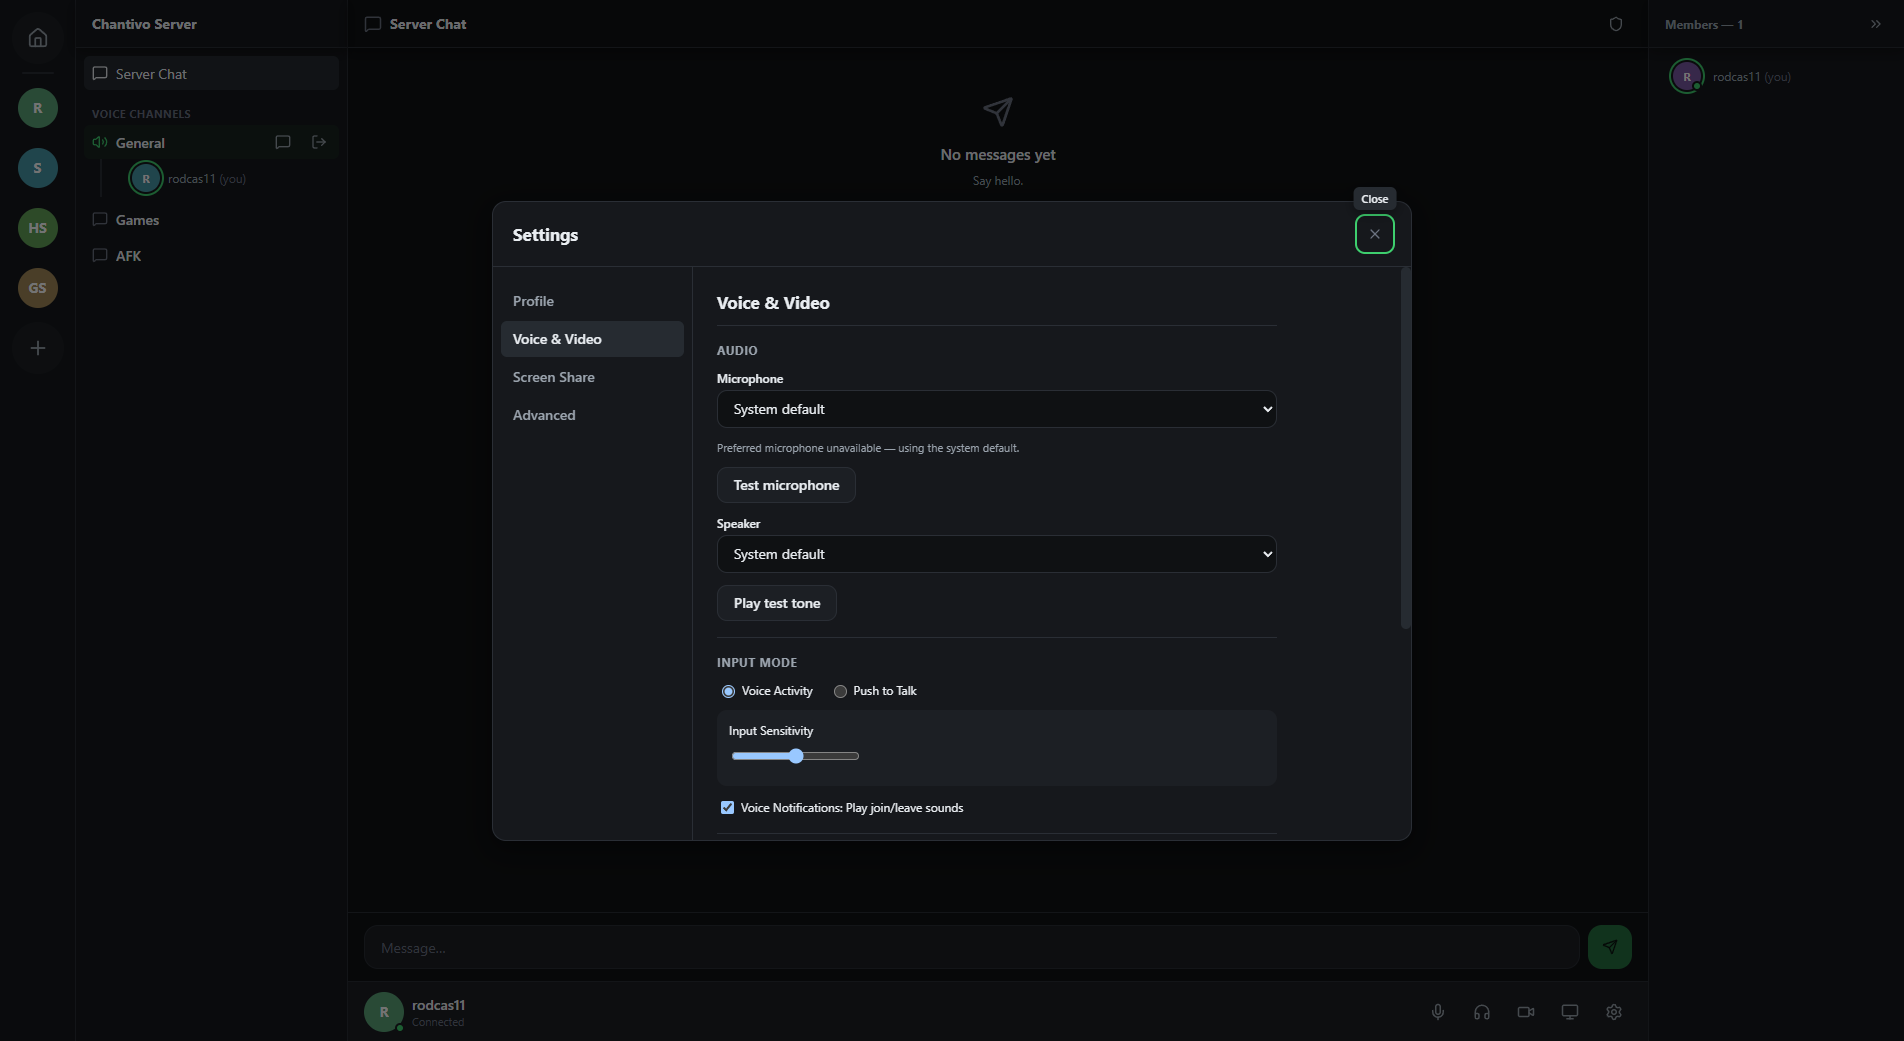 Chantivo Server
Server Chat
Members — 1
R
S
HS
GS
Server Chat
VOICE CHANNELS
General
R rodcas11 (you)
Games
AFK
No messages yet
Say hello.
R rodcas11 (you)
Close
Settings
Profile
Voice & Video
Screen Share
Advanced
Voice & Video
AUDIO
Microphone
System default
Preferred microphone unavailable — using the system default.
Test microphone
Speaker
System default
Play test tone
INPUT MODE
Voice Activity Push to Talk
Input Sensitivity
Voice Notifications: Play join/leave sounds
Message...
R
rodcas11
Connected